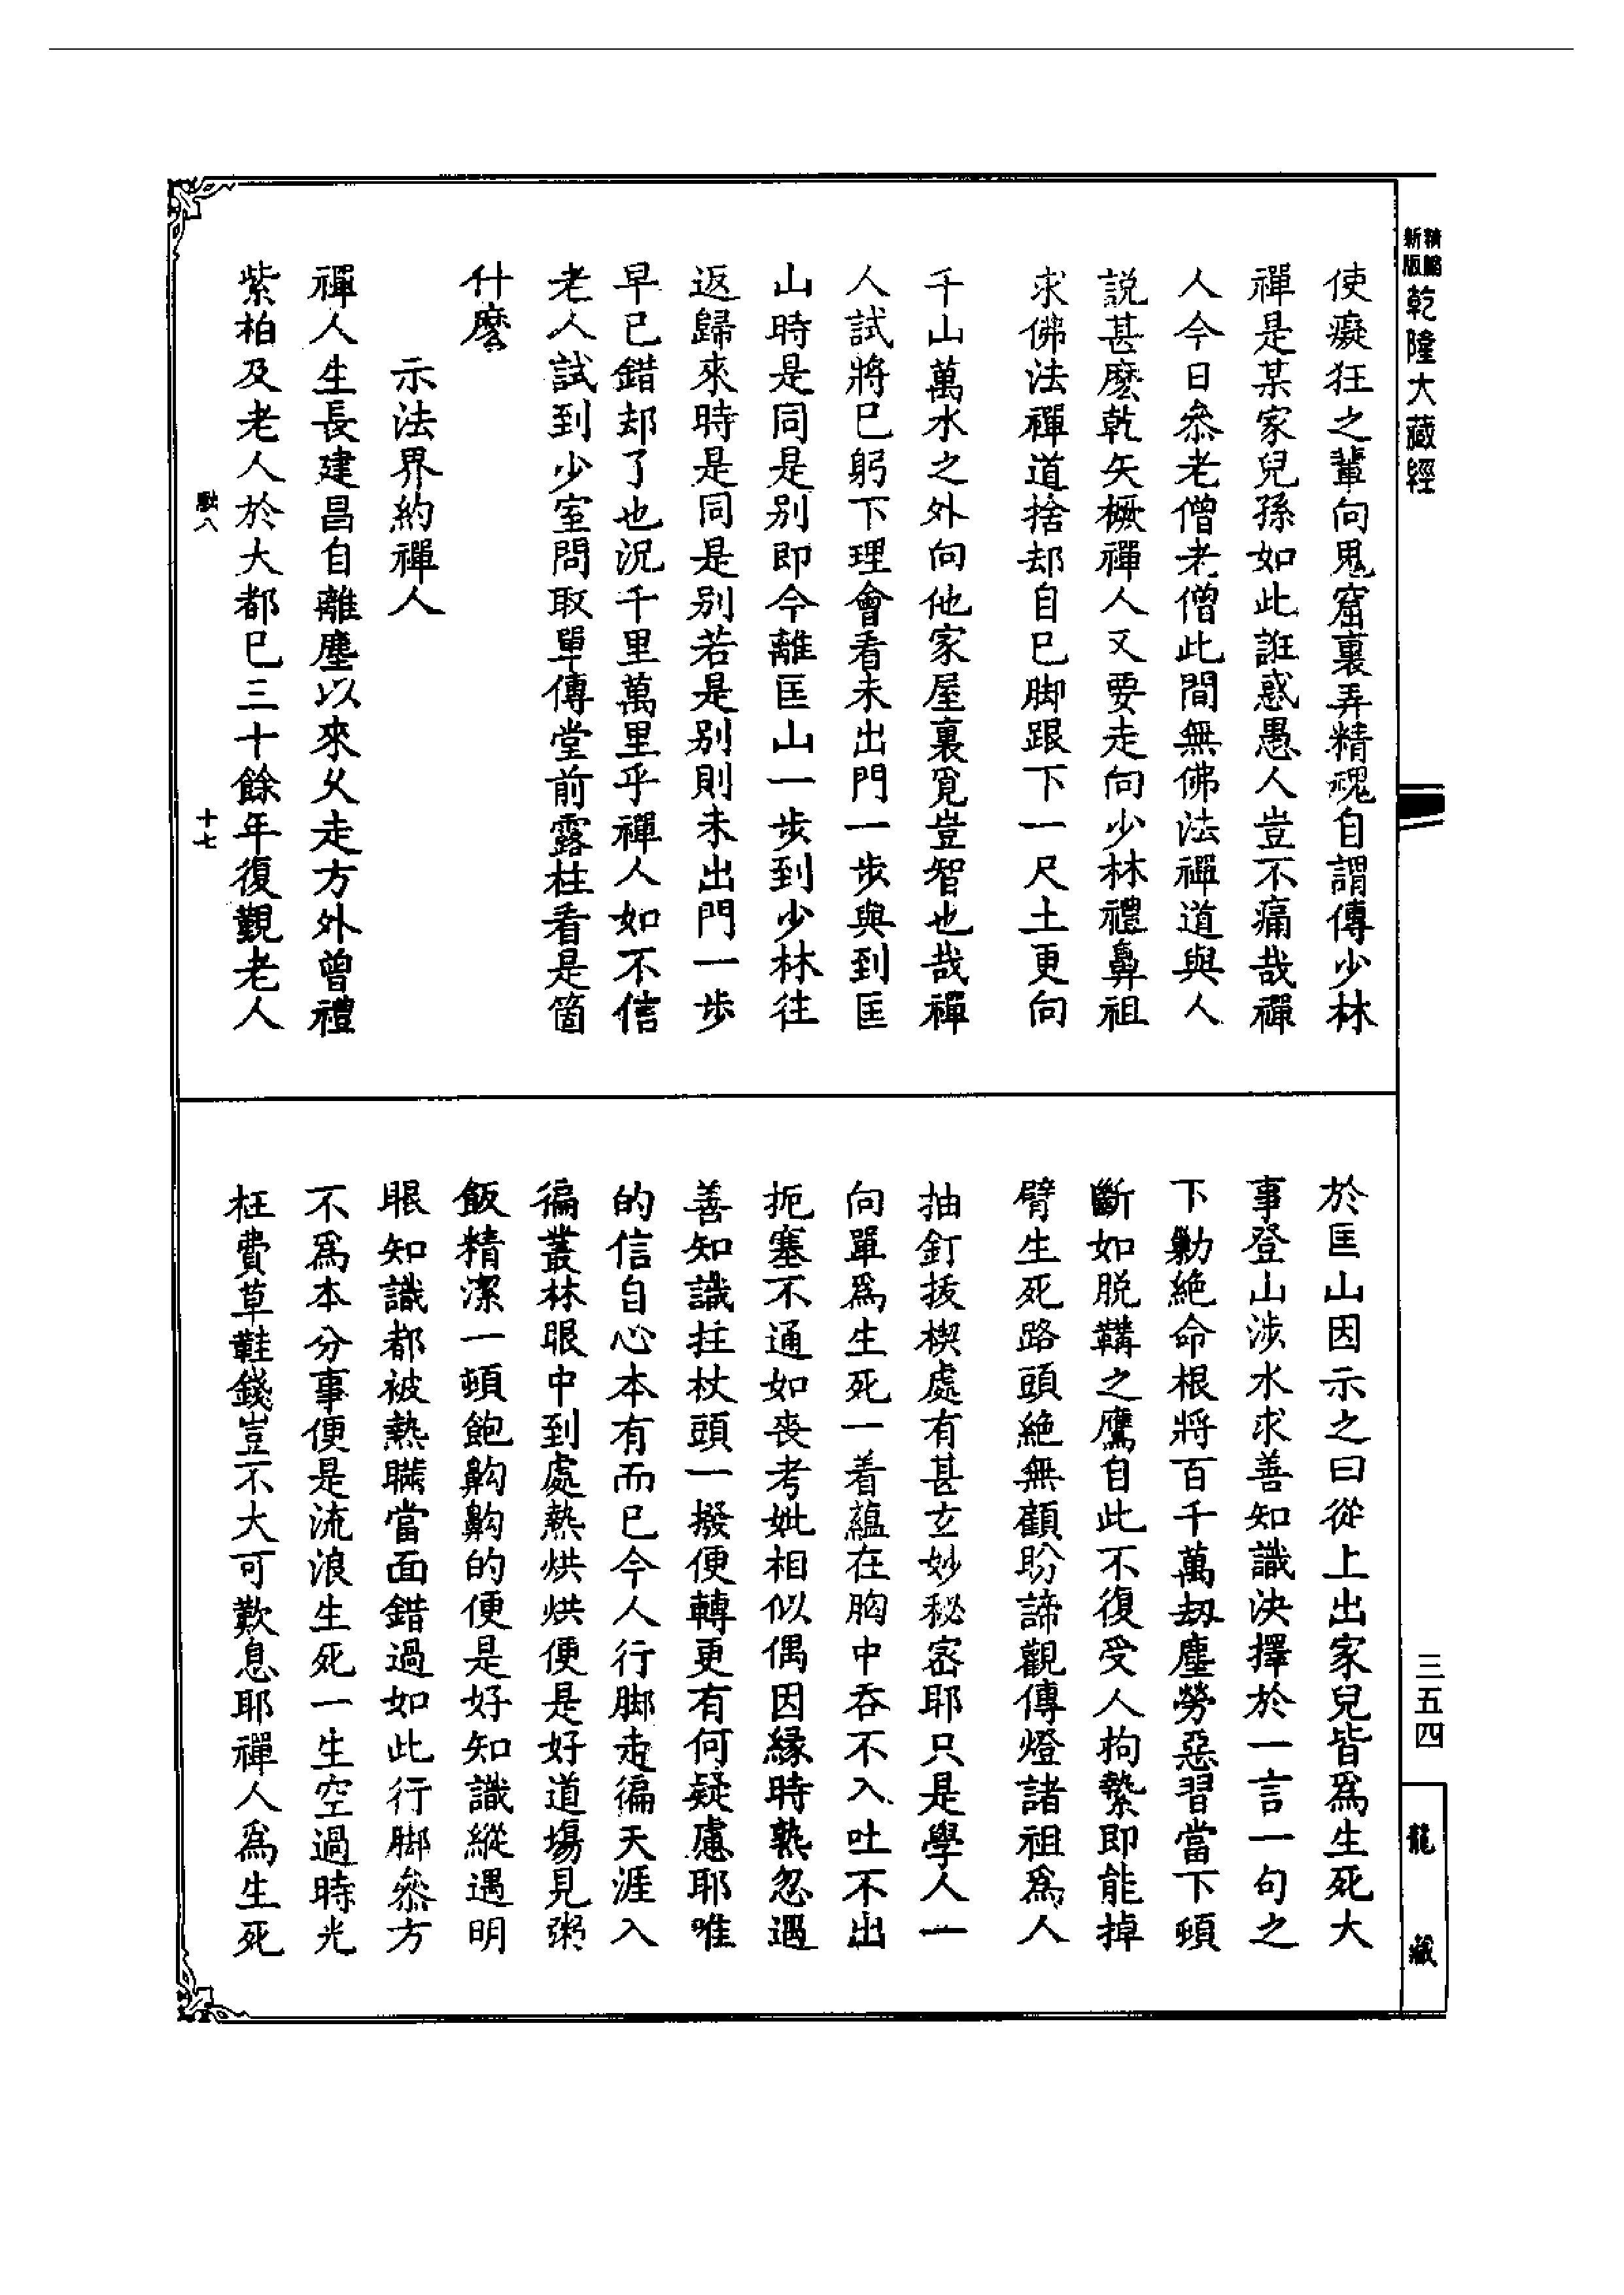 精縮
新版
乾隆大藏經
使癡狂之輩向鬼窟裏弄精魂自謂傳少林
禪是某家兒孫如此誑惑愚人豈不痛哉禪
人今日叅老僧老僧此間無佛法禪道與人
說甚麽乾矢橛禪人又要走向少林禮鼻祖
求佛法禪道捨却自已脚跟下一尺土更向
千山萬水之外向他家屋裏覓豈智也哉禪
人試將巳躬下理會看未出門一步與到匡
山時是同是别即今離匡山一步到少林往
返歸來時是同是别若是别則未出門一步
早已錯却了也況千里萬里乎禪人如不信
老人試到少室問取單傳堂前露柱看是箇
什麽
示法界約禪人
禪人生長建昌自離塵以來乆走方外曾禮
紫柏及老人於大都巳三十餘年復覲老人
八
十七
於匡山因示之曰從上出家兒皆爲生死大
事登山涉水求善知識決擇於一言一句之
下勦絶命根將百千萬刼塵勞惡習當下頓
斷如脱鞲之鷹自此不復受人拘縶即能掉
臂生死路頭絶無顧盼諦觀傳燈諸祖爲人
抽釘拔楔處有甚玄妙秘密耶只是學人一
向單爲生死一着蘊在胸中吞不入吐不出
扼塞不通如喪考妣相似偶因緣時熟忽遇
善知識拄杖頭一撥便轉更有何疑慮耶唯
的信自心本有而已今人行脚走徧天涯入
徧叢林眼中到處熱烘烘便是好道塲見粥
飯精潔一頓飽齁齁的便是好知識縱遇明
眼知識都被熱瞞當面錯過如此行脚叅方
不爲本分事便是流浪生死一生空過時光
枉費草鞋錢豈不大可歎息耶禪人爲生死
三五四
龍藏